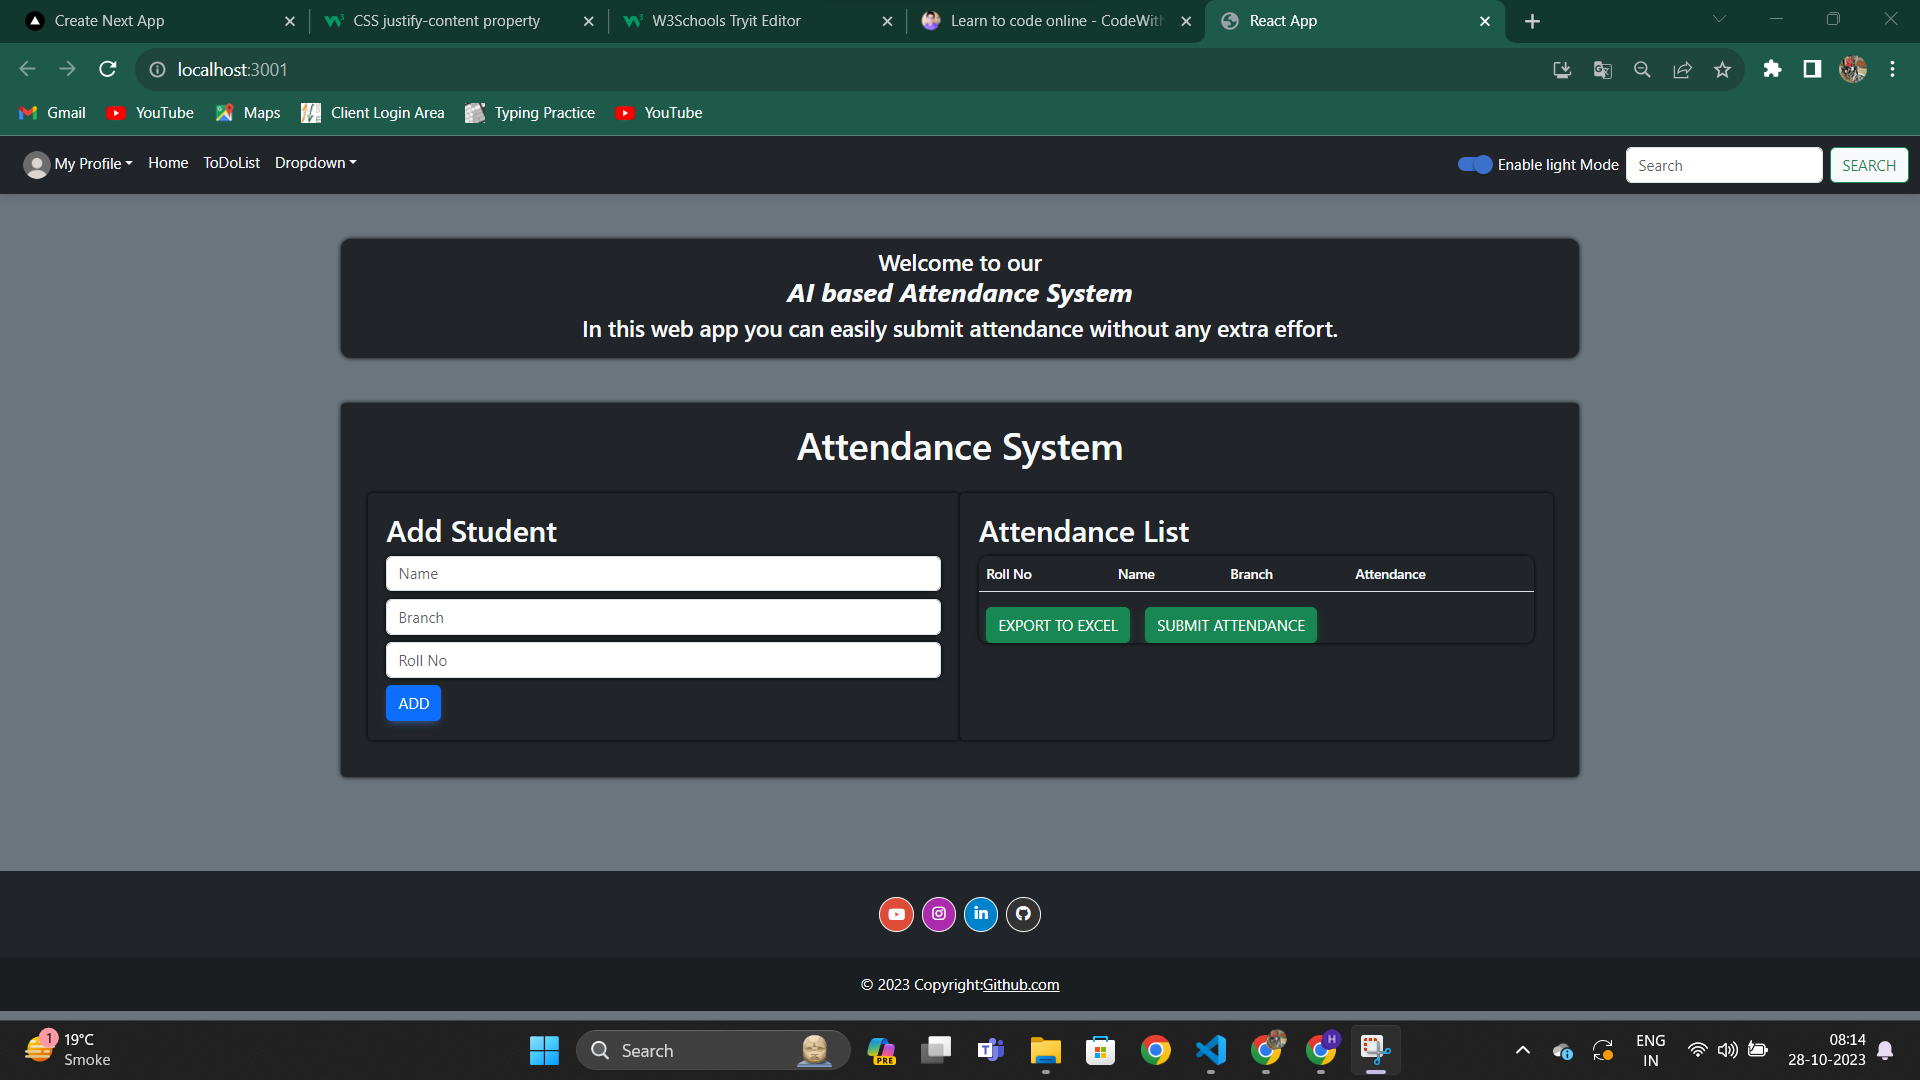 Create Next App
CSS justify-content property
W3Schools Tryit Editor
Learn to code online - CodeWith
React App
localhost:3001
Gmail
YouTube
Maps
Client Login Area
Typing Practice
YouTube
My Profile
Home
ToDoList
Dropdown
Enable light Mode
Search
SEARCH
Welcome to our
AI based Attendance System
In this web app you can easily submit attendance without any extra effort.
Attendance System
Add Student
Name
Branch
Roll No
ADD
Attendance List
Roll No Name Branch Attendance
EXPORT TO EXCEL
SUBMIT ATTENDANCE
in
© 2023 Copyright:Github.com
1
19°C
Smoke
Search
PRE
T
H
ENG
IN
08:14
28-10-2023